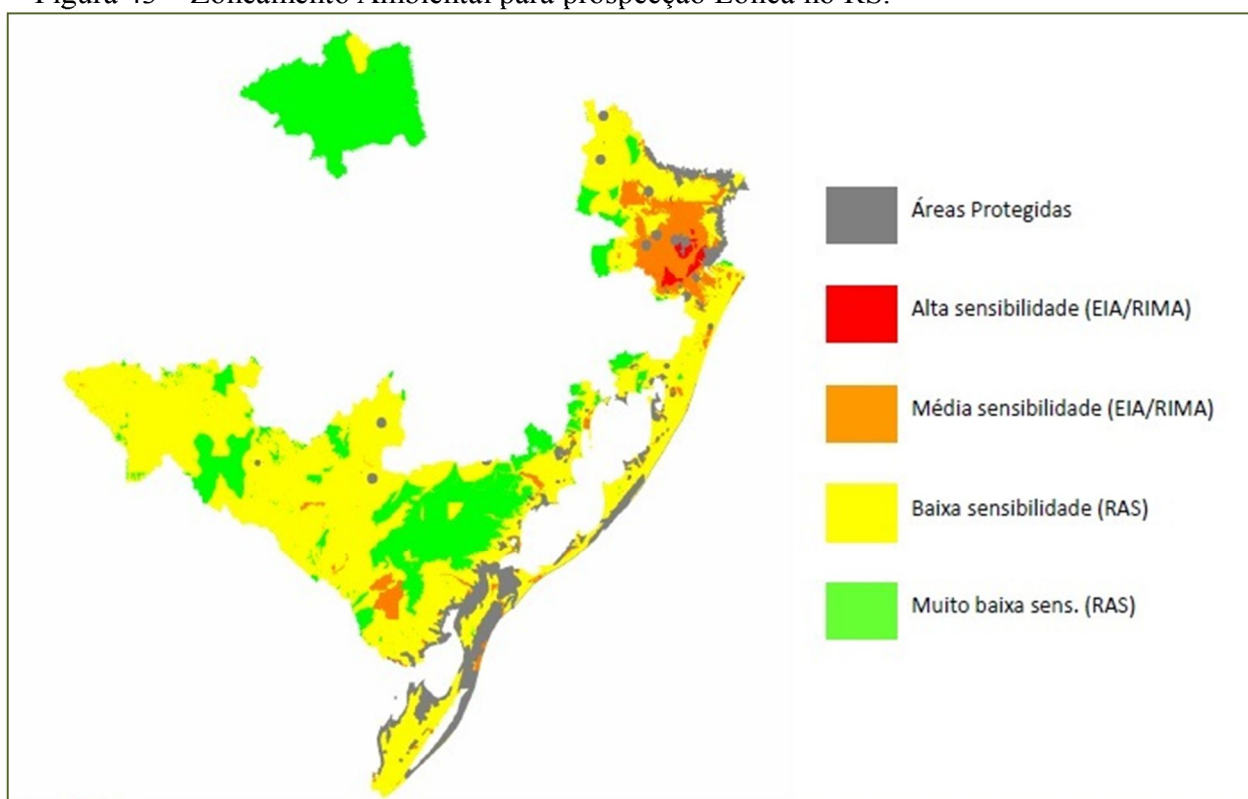 Figura 45 – Zoneamento Ambiental para prospecção Eólica no RS.
Áreas Protegidas
Alta sensibilidade (EIA/RIMA)
Média sensibilidade (EIA/RIMA)
Baixa sensibilidade (RAS)
Muito baixa sens. (RAS)